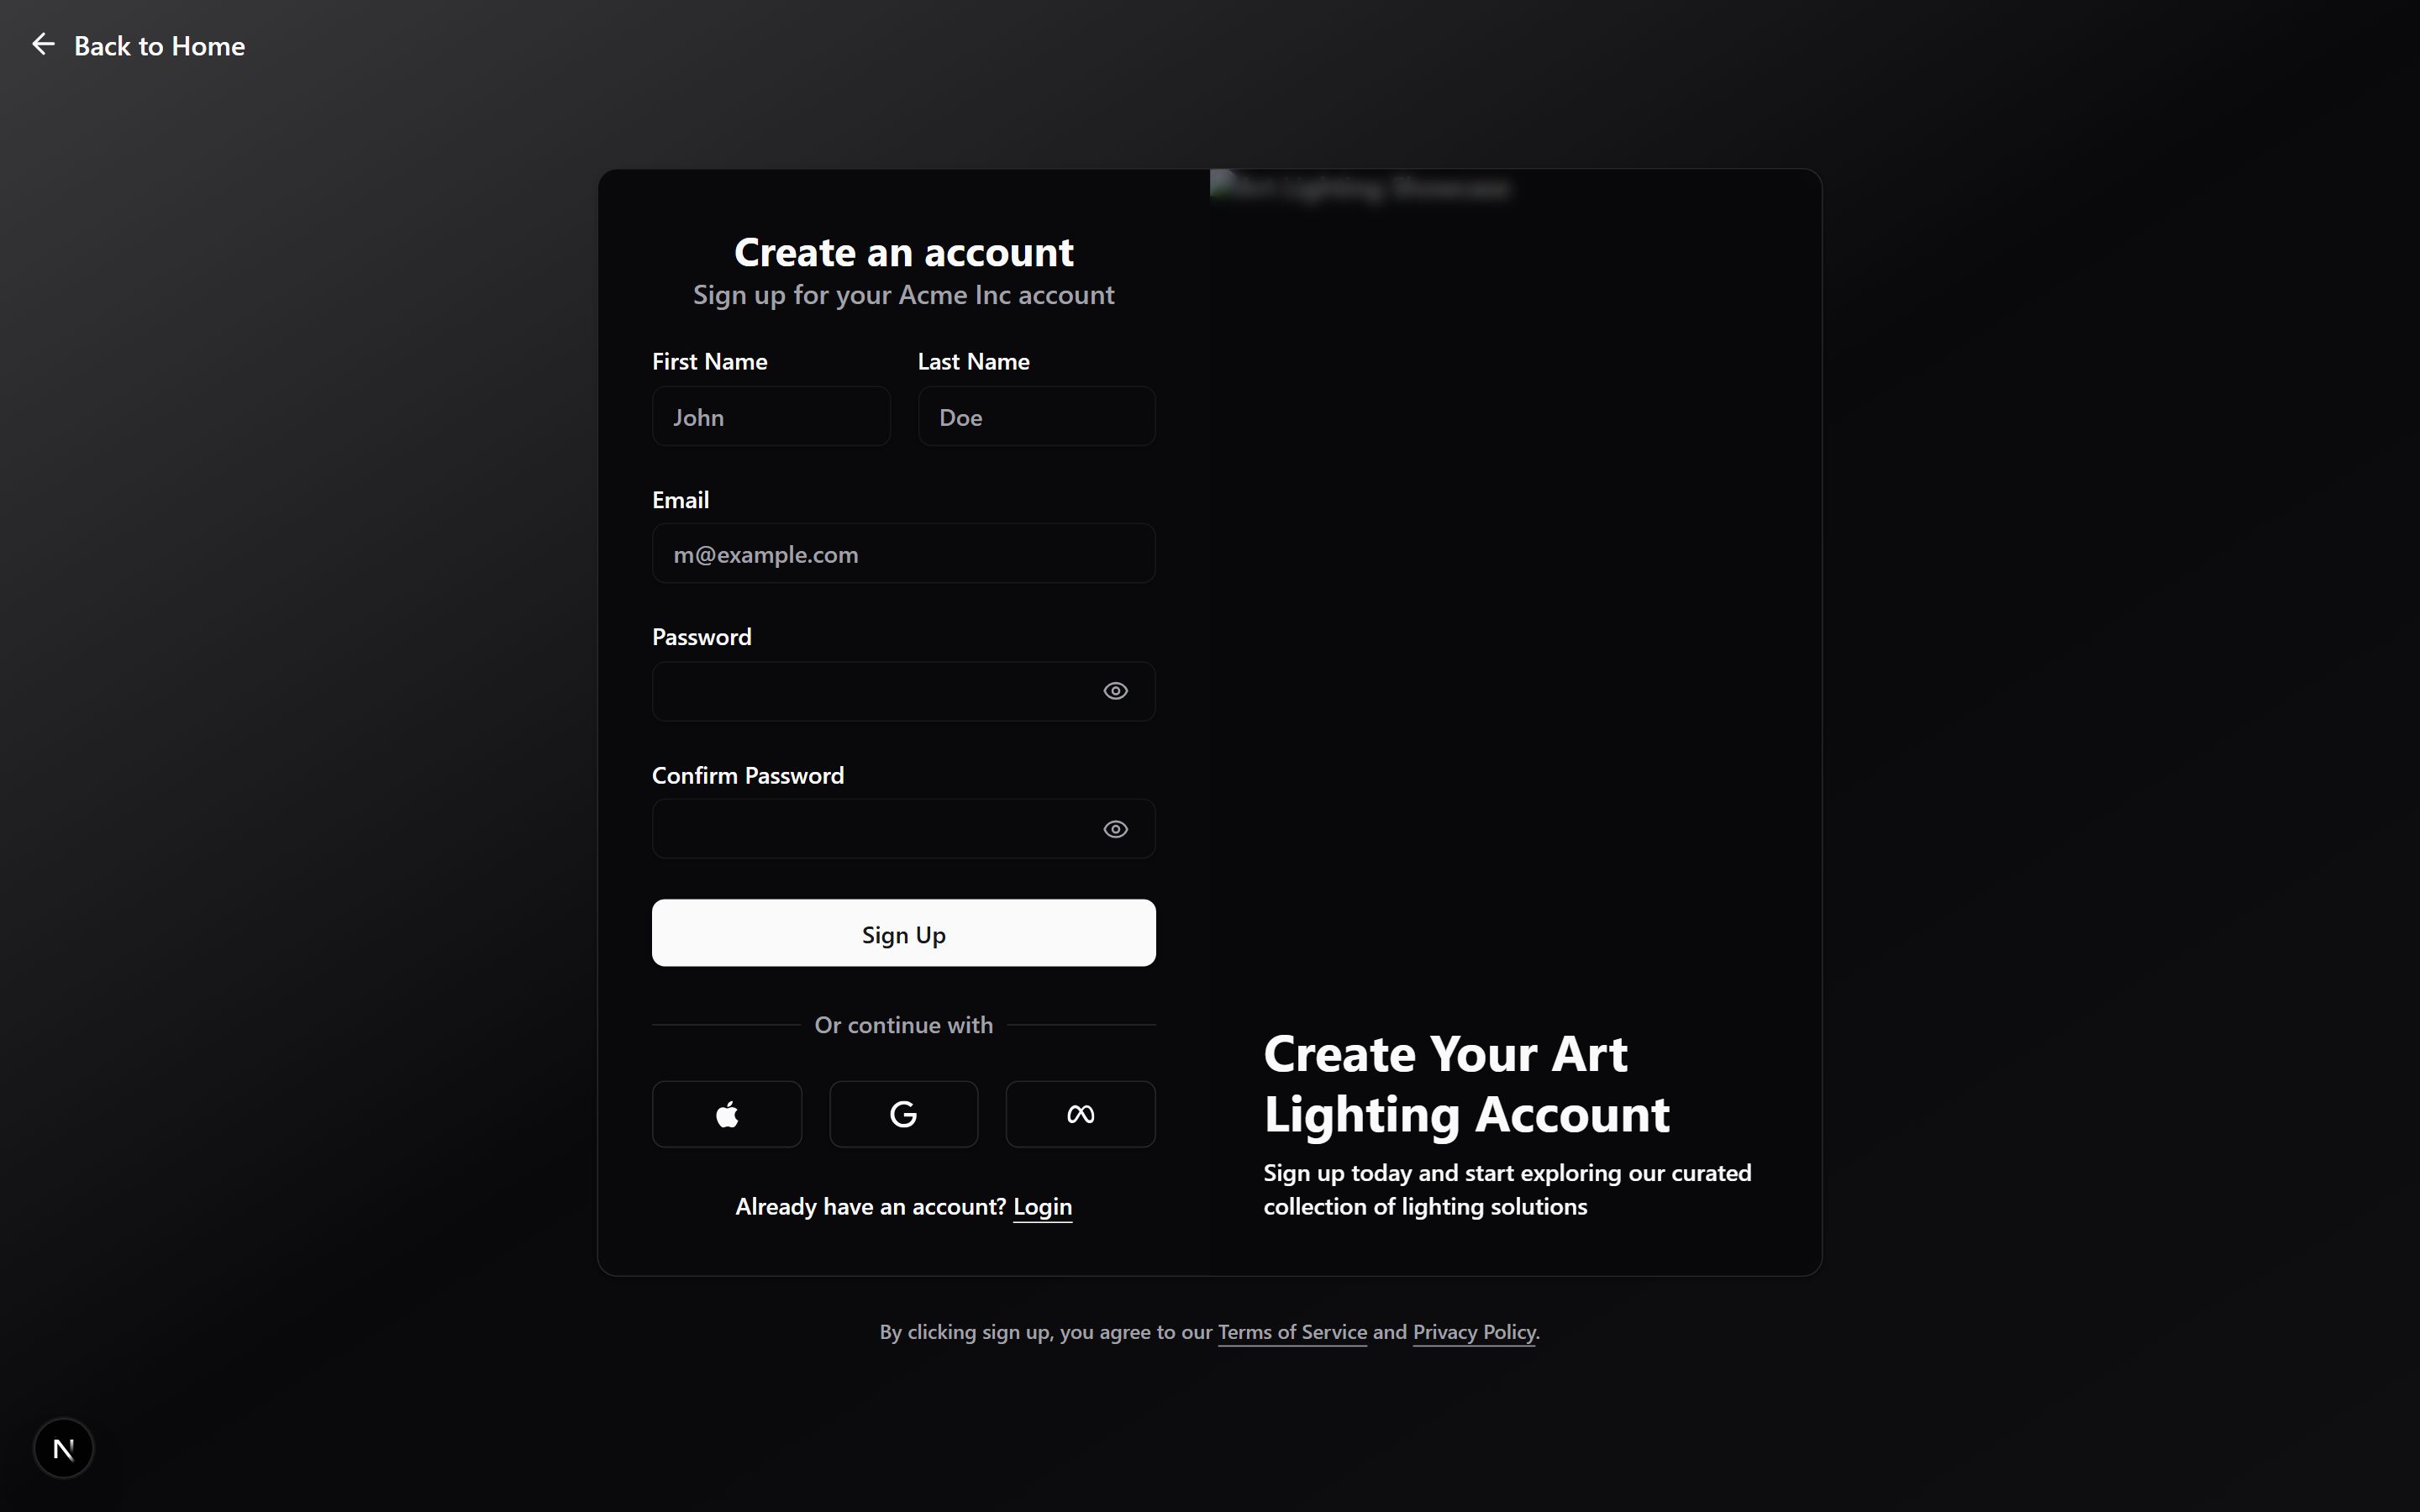 Back to Home
Create an account
Sign up for your Acme Inc account
First Name
Last Name
John
Doe
Email
m@example.com
Password
Confirm Password
Sign Up
Or continue with
Already have an account? Login
Art Lighting Showcase
Create Your Art
Lighting Account
Sign up today and start exploring our curated
collection of lighting solutions
By clicking sign up, you agree to our Terms of Service and Privacy Policy.
N